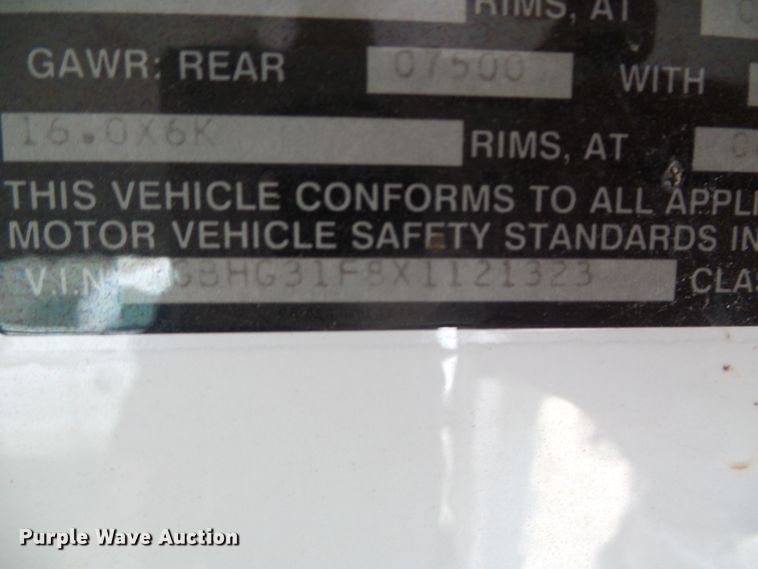 RIMS, AT
GAWR: REAR 07500 WITH
16.0X6K RIMS, AT
THIS VEHICLE CONFORMS TO ALL APPLI
MOTOR VEHICLE SAFETY STANDARDS IN
V.I.N GBHG31F8X1121323 CLAS
Purple Wave Auction